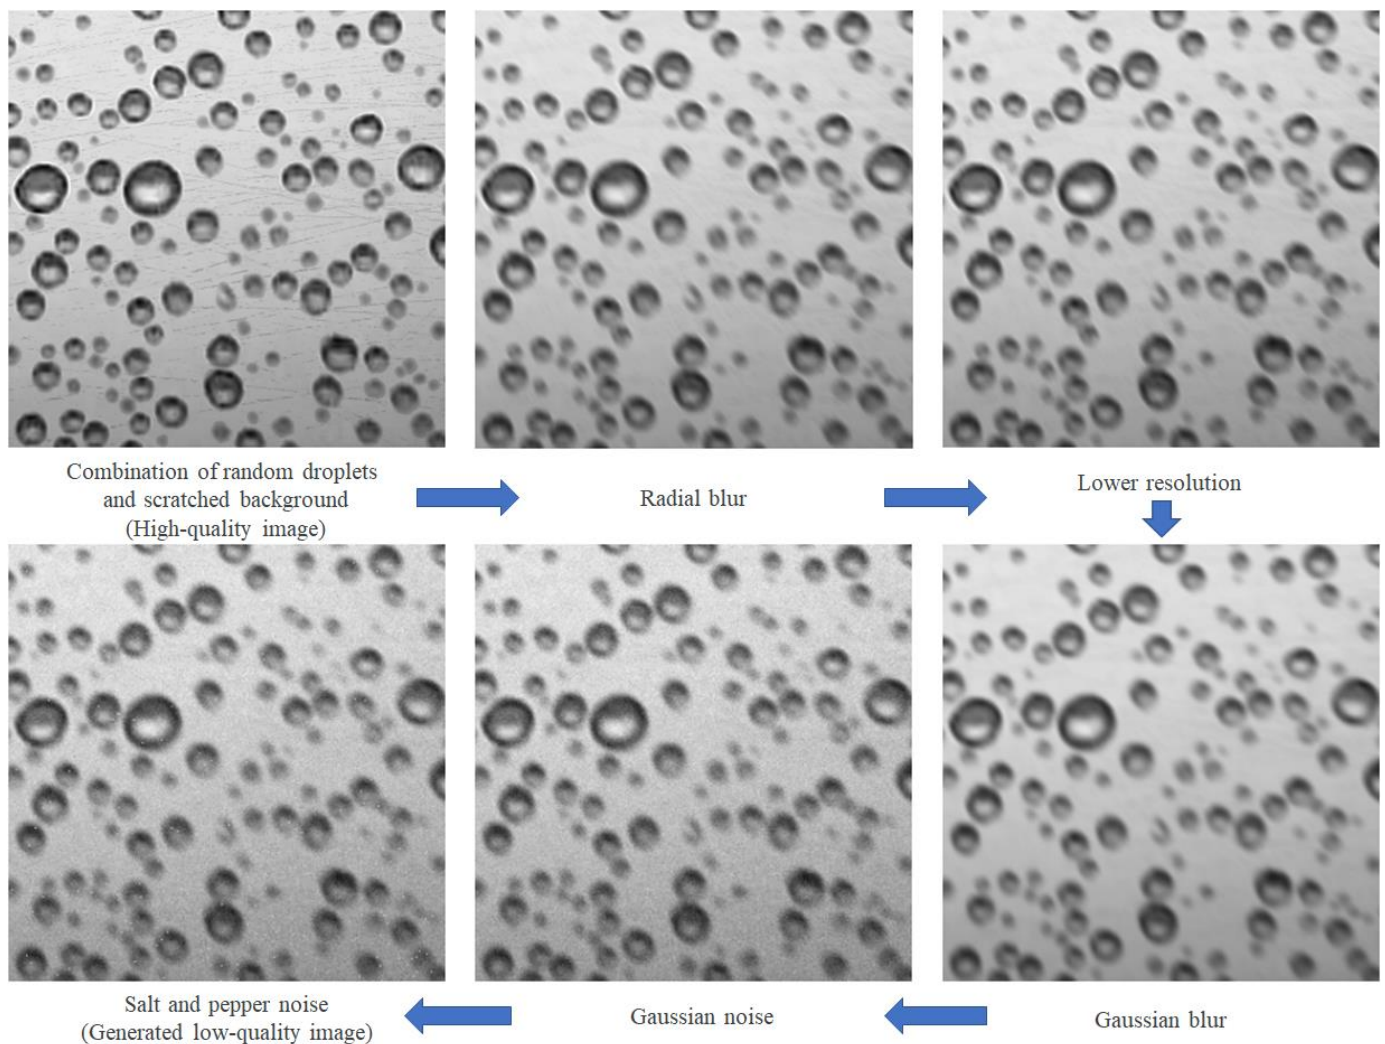 Combination of random droplets
and scratched background
(High-quality image)
Radial blur
Lower resolution
Gaussian blur
Gaussian noise
Salt and pepper noise
(Generated low-quality image)